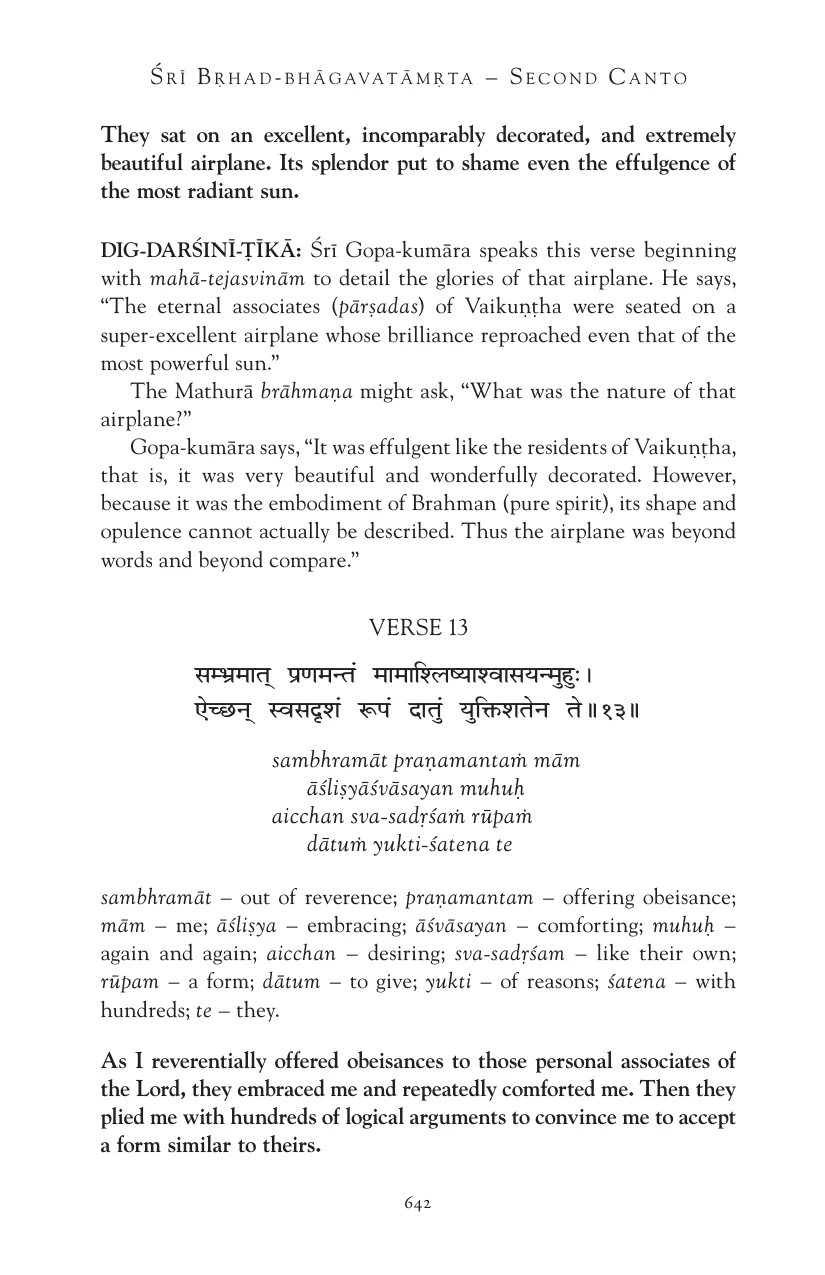 Śrī Bṛhad-bhāgavatāmṛta – Second Canto
They sat on an excellent, incomparably decorated, and extremely
beautiful airplane. Its splendor put to shame even the effulgence of
the most radiant sun.
DIG-DARŚINĪ-ṬĪKĀ: Śrī Gopa-kumāra speaks this verse beginning
with mahā-tejasvinām to detail the glories of that airplane. He says,
“The eternal associates (pārṣadas) of Vaikuṇṭha were seated on a
super-excellent airplane whose brilliance reproached even that of the
most powerful sun.”
The Mathurā brāhmaṇa might ask, “What was the nature of that
airplane?”
Gopa-kumāra says, “It was effulgent like the residents of Vaikuṇṭha,
that is, it was very beautiful and wonderfully decorated. However,
because it was the embodiment of Brahman (pure spirit), its shape and
opulence cannot actually be described. Thus the airplane was beyond
words and beyond compare.”
VERSE 13
सम्भ्रमात् प्रणमन्तं मामाश्लिष्याश्वासयन्मुहुः।
ऐच्छन् स्वसदृशं रूपं दातुं युक्तिशतेन ते॥१३॥
sambhramāt praṇamantaṁ mām
āśliṣyāśvāsayan muhuḥ
aicchan sva-sadṛśaṁ rūpaṁ
dātuṁ yukti-śatena te
sambhramāt – out of reverence; praṇamantam – offering obeisance;
mām – me; āśliṣya – embracing; āśvāsayan – comforting; muhuḥ –
again and again; aicchan – desiring; sva-sadṛśam – like their own;
rūpam – a form; dātum – to give; yukti – of reasons; śatena – with
hundreds; te – they.
As I reverentially offered obeisances to those personal associates of
the Lord, they embraced me and repeatedly comforted me. Then they
plied me with hundreds of logical arguments to convince me to accept
a form similar to theirs.
642